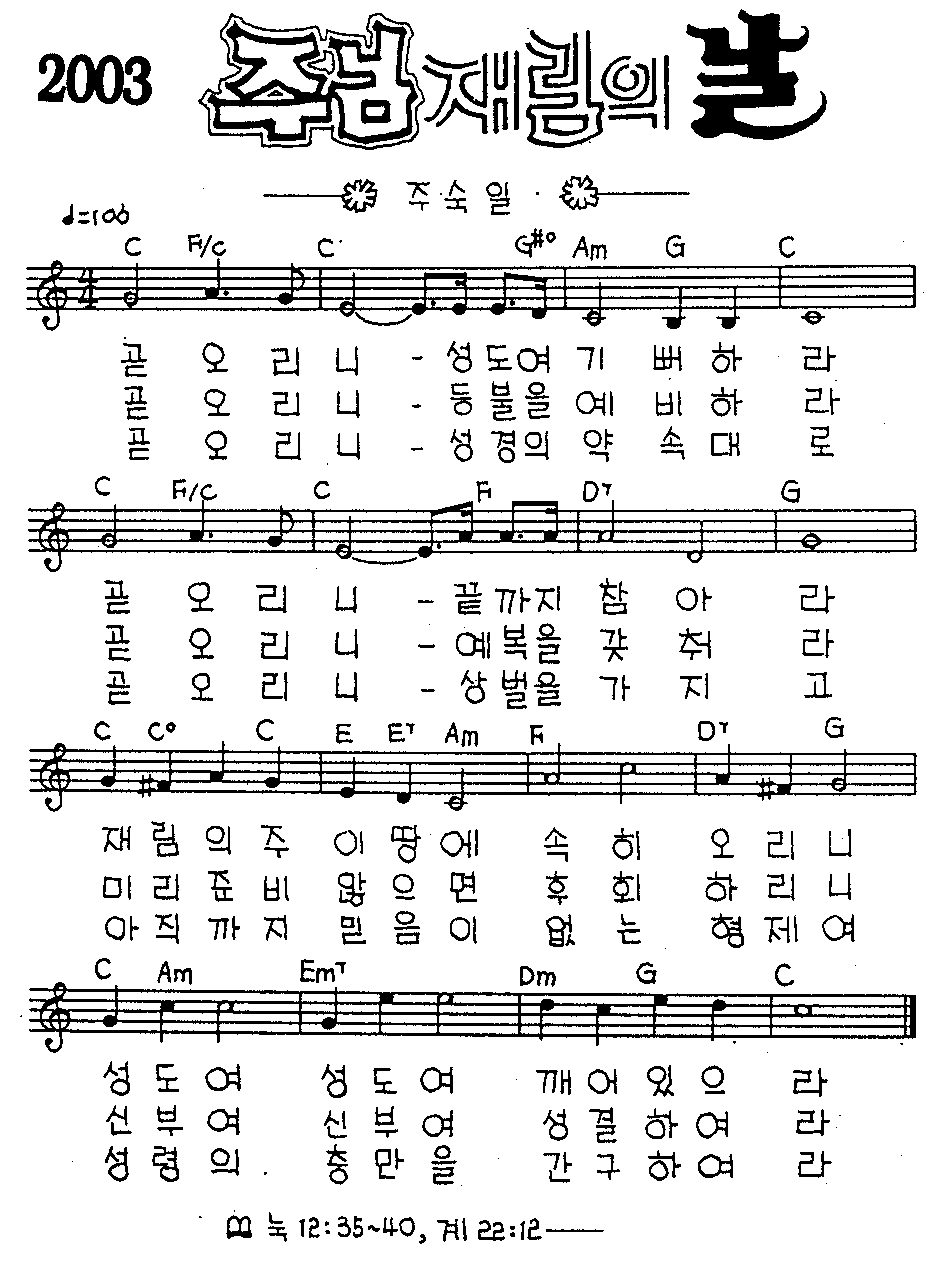 2003 주님 재림의 날
주숙일
♩=106
C F/C C G#° Am G C
곧 오 리 니 - 성 도 여 기 뻐 하 라
곧 오 리 니 - 등 불 을 예 비 하 라
곧 오 리 니 - 성 경 의 약 속 대 로
C F/C C F D7 G
곧 오 리 니 - 끝 까 지 참 아 라
곧 오 리 니 - 예 복 을 갖 춰 라
곧 오 리 니 - 상 벌 을 가 지 고
C C° C E E7 Am F D7 G
재 림 의 주 이 땅 에 속 히 오 리 니
미 리 준 비 않 으 면 후 회 하 리 니
아 직 까 지 믿 음 이 없 는 형 제 여
C Am Em7 Dm G C
성 도 여 성 도 여 깨 어 있 으 라
신 부 여 신 부 여 성 결 하 여 라
성 령 의 충 만 을 간 구 하 여 라
눅 12:35~40, 계 22:12